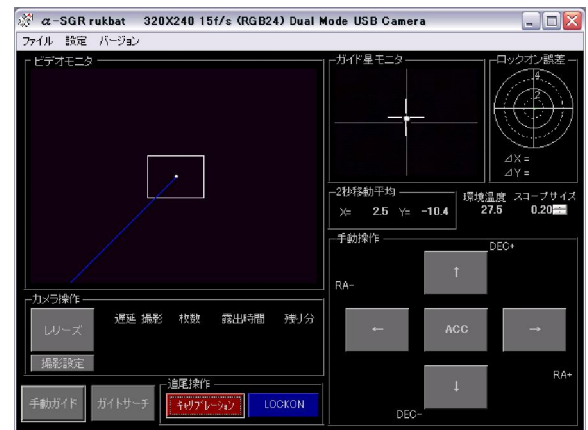 α-SGR rukbat 320X240 15f/s (RGB24) Dual Mode USB Camera
ファイル 設定 バージョン
ビデオモニタ
ガイド星モニタ
ロックオン誤差
4
2
⊿X =
⊿Y =
2秒移動平均
X= 2.5 Y= -10.4
環境温度 スコープサイズ
27.5 0.20
手動操作
DEC+
RA-
↑
← ACC →
↓
RA+
DEC-
カメラ操作
レリーズ
遅延 撮影 枚数 露出時間 残り分
撮影設定
手動ガイド ガイトサーチ
追尾操作
キャリブレーション LOCKON